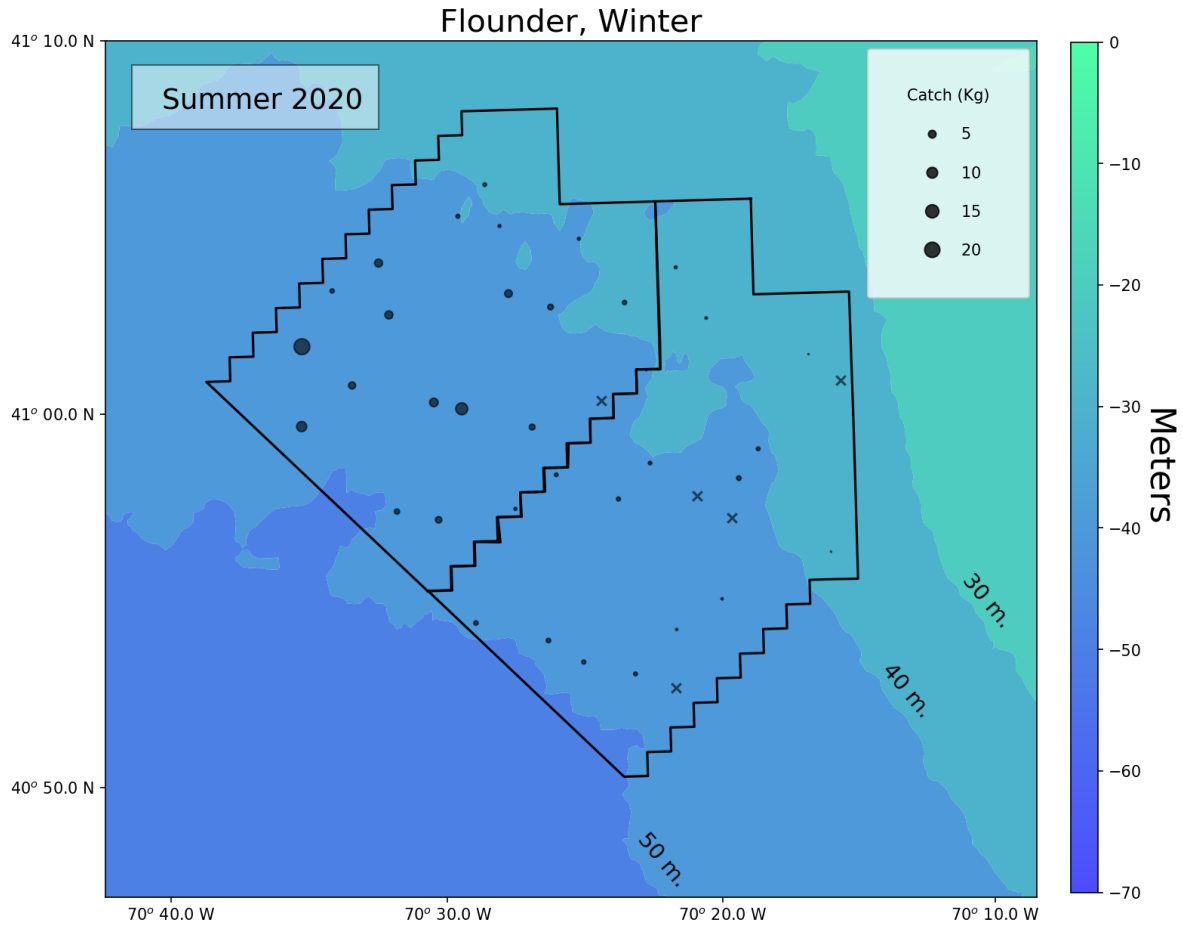 Flounder, Winter
41° 10.0 N
41° 00.0 N
40° 50.0 N
Summer 2020
Catch (Kg)
5
10
15
20
30 m.
40 m.
50 m.
70° 40.0 W
70° 30.0 W
70° 20.0 W
70° 10.0 W
0
−10
−20
−30
−40
−50
−60
−70
Meters